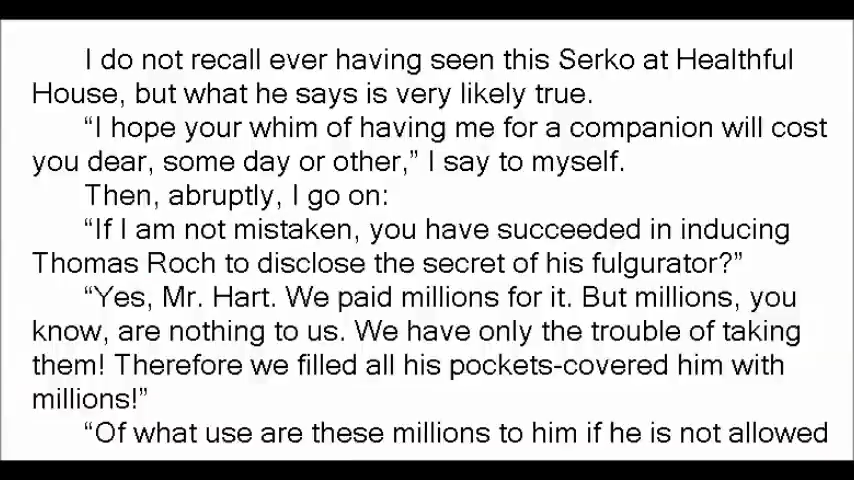 I do not recall ever having seen this Serko at Healthful
House, but what he says is very likely true.
“I hope your whim of having me for a companion will cost
you dear, some day or other,” I say to myself.
Then, abruptly, I go on:
“If I am not mistaken, you have succeeded in inducing
Thomas Roch to disclose the secret of his fulgurator?”
“Yes, Mr. Hart. We paid millions for it. But millions, you
know, are nothing to us. We have only the trouble of taking
them! Therefore we filled all his pockets-covered him with
millions!”
“Of what use are these millions to him if he is not allowed